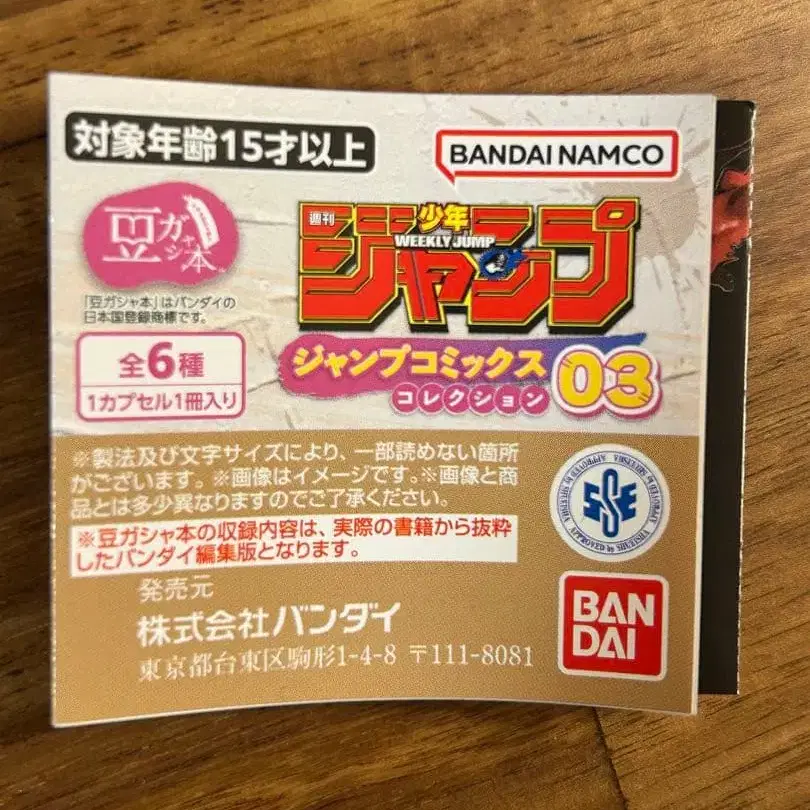 対象年齢15才以上
BANDAI NAMCO
豆ガシャ本
「豆ガシャ本」はバンダイの
日本国登録商標です。
週刊
少年
WEEKLY JUMP
ジャンプ
ジャンプコミックス
コレクション
03
全6種
1カプセル1冊入り
※製法及び文字サイズにより、一部読めない箇所
がございます。※画像はイメージです。※画像と商
品とは多少異なりますのでご了承ください。
※豆ガシャ本の収録内容は、実際の書籍から抜粋
したバンダイ編集版となります。
APPROVED by SHUEISHA
SSE
APPROVED by SHUEISHA
発売元
株式会社バンダイ
東京都台東区駒形1-4-8 〒111-8081
BAN
DAI